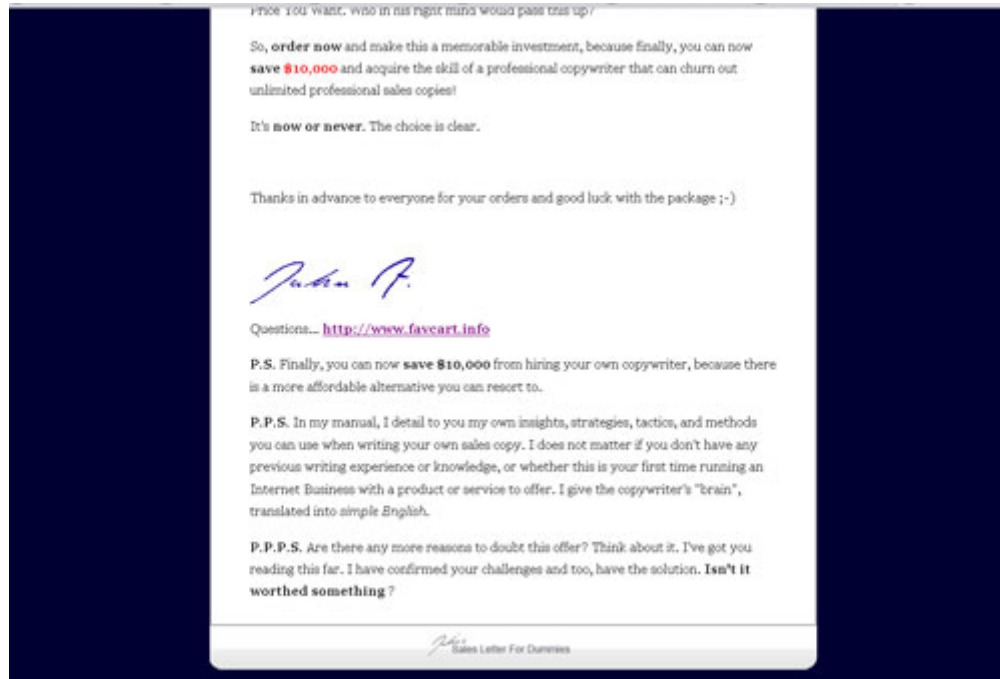 Price You Want. Who in his right mind would pass this up?
So, order now and make this a memorable investment, because finally, you can now
save $10,000 and acquire the skill of a professional copywriter that can churn out
unlimited professional sales copies!
It's now or never. The choice is clear.
Thanks in advance to everyone for your orders and good luck with the package ;-)
John F.
Questions... http://www.favcart.info
P.S. Finally, you can now save $10,000 from hiring your own copywriter, because there
is a more affordable alternative you can resort to.
P.P.S. In my manual, I detail to you my own insights, strategies, tactics, and methods
you can use when writing your own sales copy. I does not matter if you don't have any
previous writing experience or knowledge, or whether this is your first time running an
Internet Business with a product or service to offer. I give the copywriter's "brain",
translated into simple English.
P.P.P.S. Are there any more reasons to doubt this offer? Think about it. I've got you
reading this far. I have confirmed your challenges and too, have the solution. Isn't it
worthed something ?
John
Sales Letter For Dummies